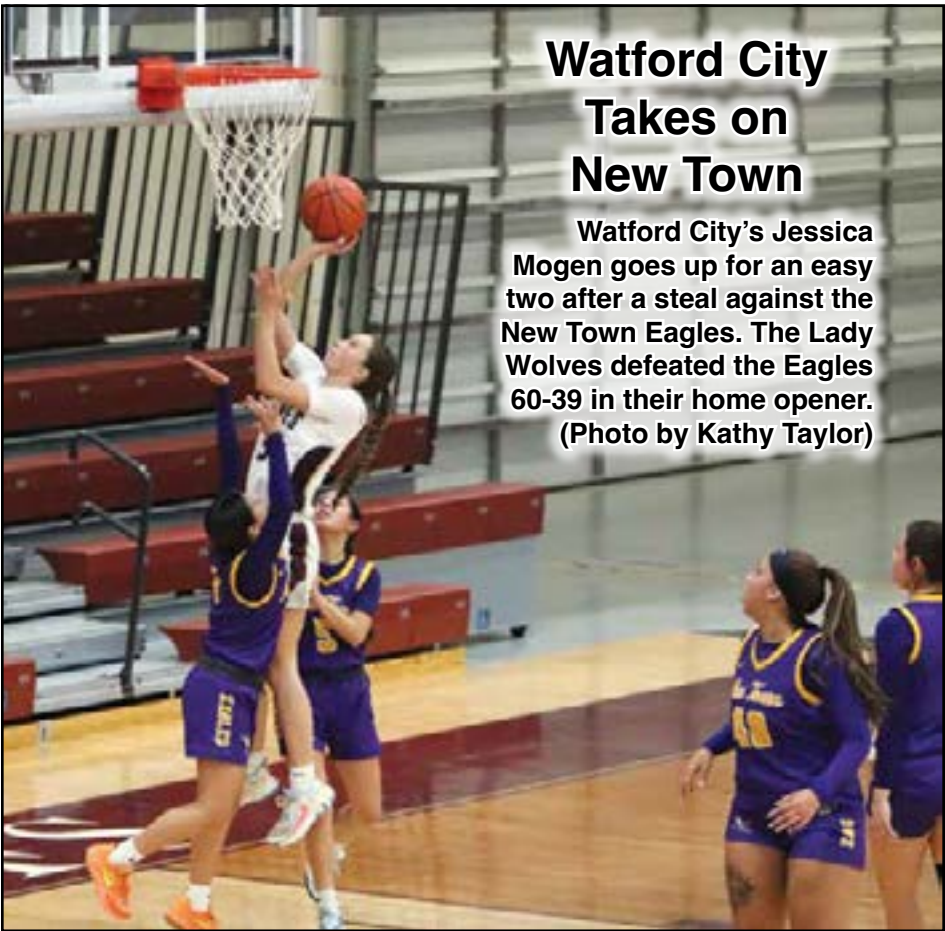 Watford City
Takes on
New Town
Watford City's Jessica
Mogen goes up for an easy
two after a steal against the
New Town Eagles. The Lady
Wolves defeated the Eagles
60-39 in their home opener.
(Photo by Kathy Taylor)
5